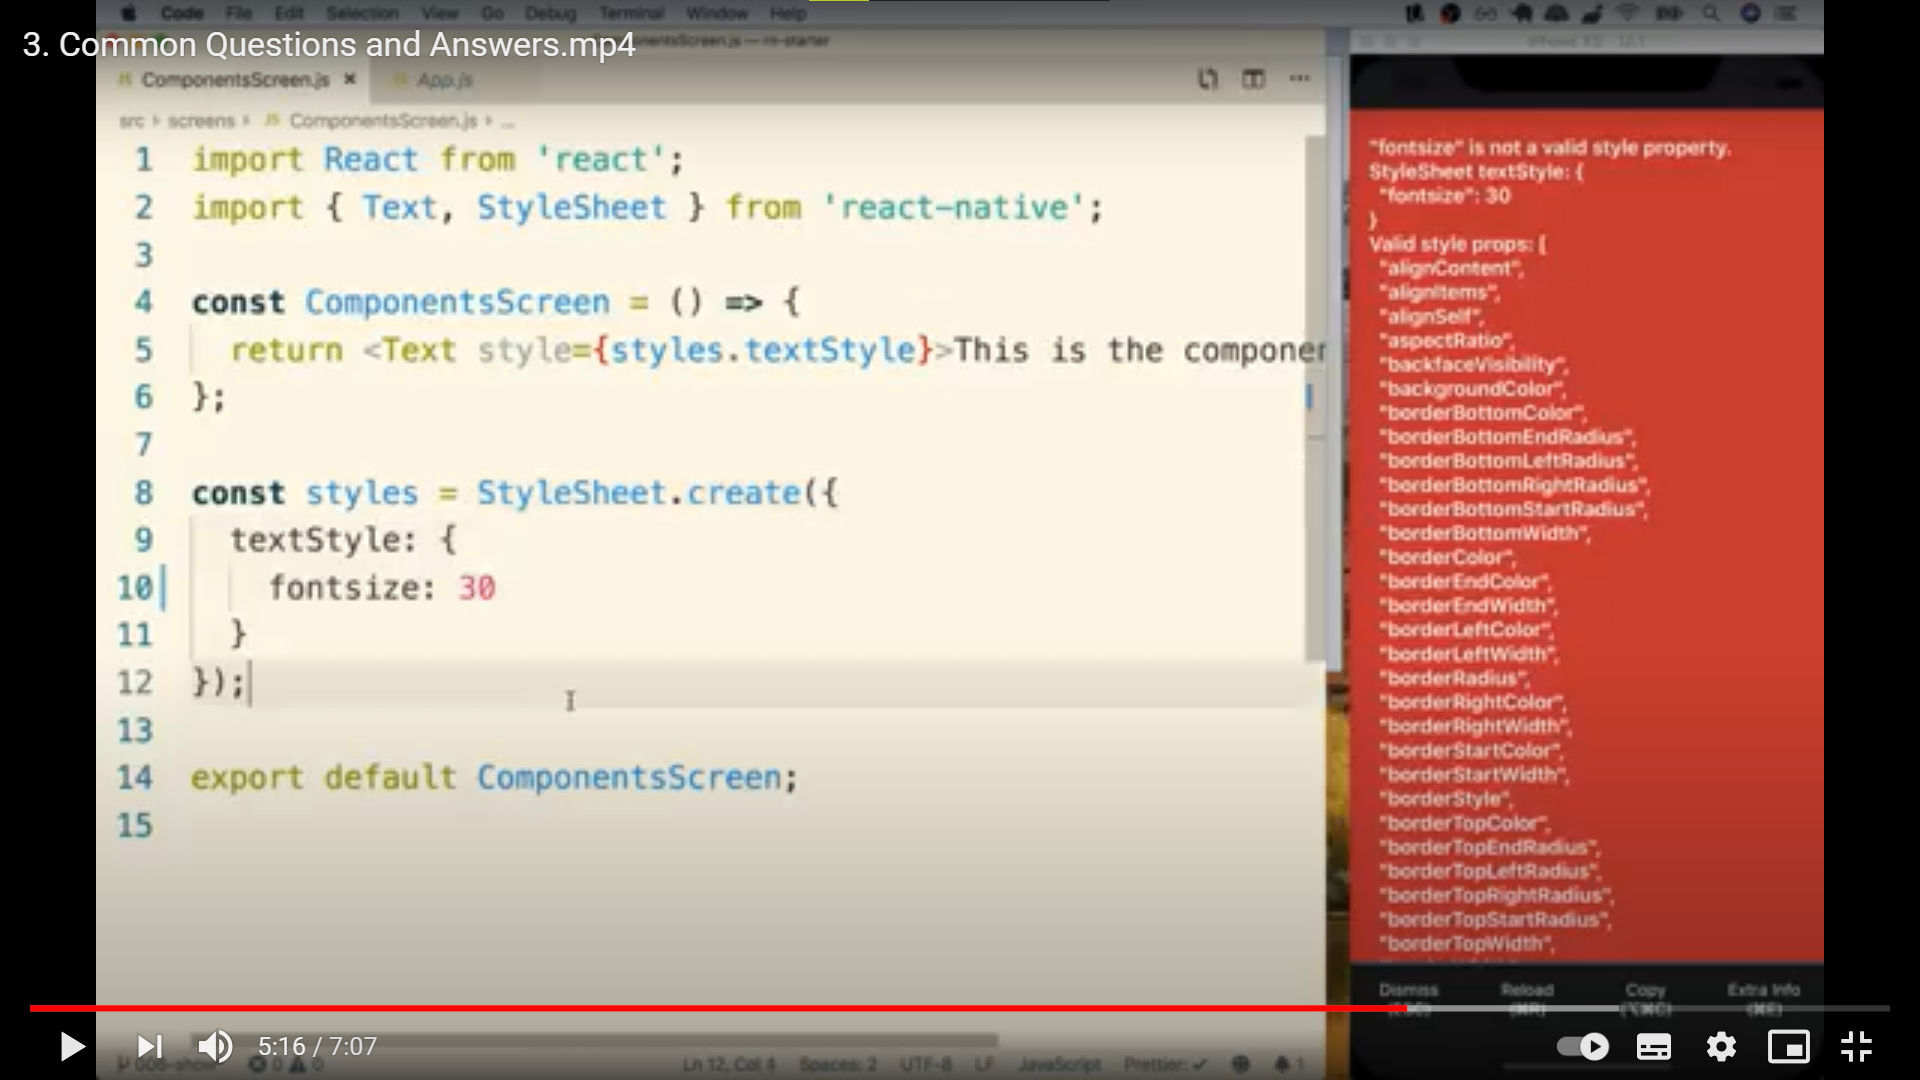 Code File Edit Selection View Go Debug Terminal Window Help
3. Common Questions and Answers.mp4
ComponentsScreen.js — rn-starter
ComponentsScreen.js
App.js
src › screens › JS ComponentsScreen.js › ...
1 import React from 'react';
2 import { Text, StyleSheet } from 'react-native';
3
4 const ComponentsScreen = () => {
5 return <Text style={styles.textStyle}>This is the componen
6 };
7
8 const styles = StyleSheet.create({
9 textStyle: {
10 fontsize: 30
11 }
12 });
13
14 export default ComponentsScreen;
15
"fontsize" is not a valid style property.
StyleSheet textStyle: {
"fontsize": 30
}
Valid style props: [
"alignContent",
"alignItems",
"alignSelf",
"aspectRatio",
"backfaceVisibility",
"backgroundColor",
"borderBottomColor",
"borderBottomEndRadius",
"borderBottomLeftRadius",
"borderBottomRightRadius",
"borderBottomStartRadius",
"borderBottomWidth",
"borderColor",
"borderEndColor",
"borderEndWidth",
"borderLeftColor",
"borderLeftWidth",
"borderRadius",
"borderRightColor",
"borderRightWidth",
"borderStartColor",
"borderStartWidth",
"borderStyle",
"borderTopColor",
"borderTopEndRadius",
"borderTopLeftRadius",
"borderTopRightRadius",
"borderTopStartRadius",
"borderTopWidth",
Dismiss Reload Copy Extra Info
5:16 / 7:07
Ln 12, Col 4 Spaces: 2 UTF-8 LF JavaScript Prettier: ✓ 1